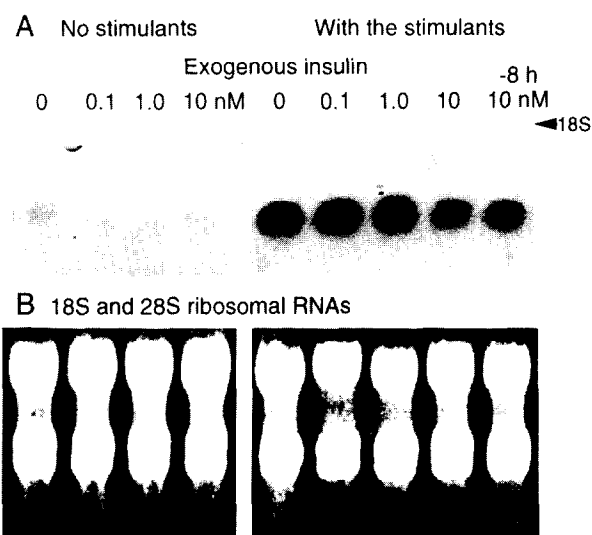 A No stimulants With the stimulants
Exogenous insulin
-8 h
0 0.1 1.0 10 nM 0 0.1 1.0 10 10 nM
◄18S
B 18S and 28S ribosomal RNAs